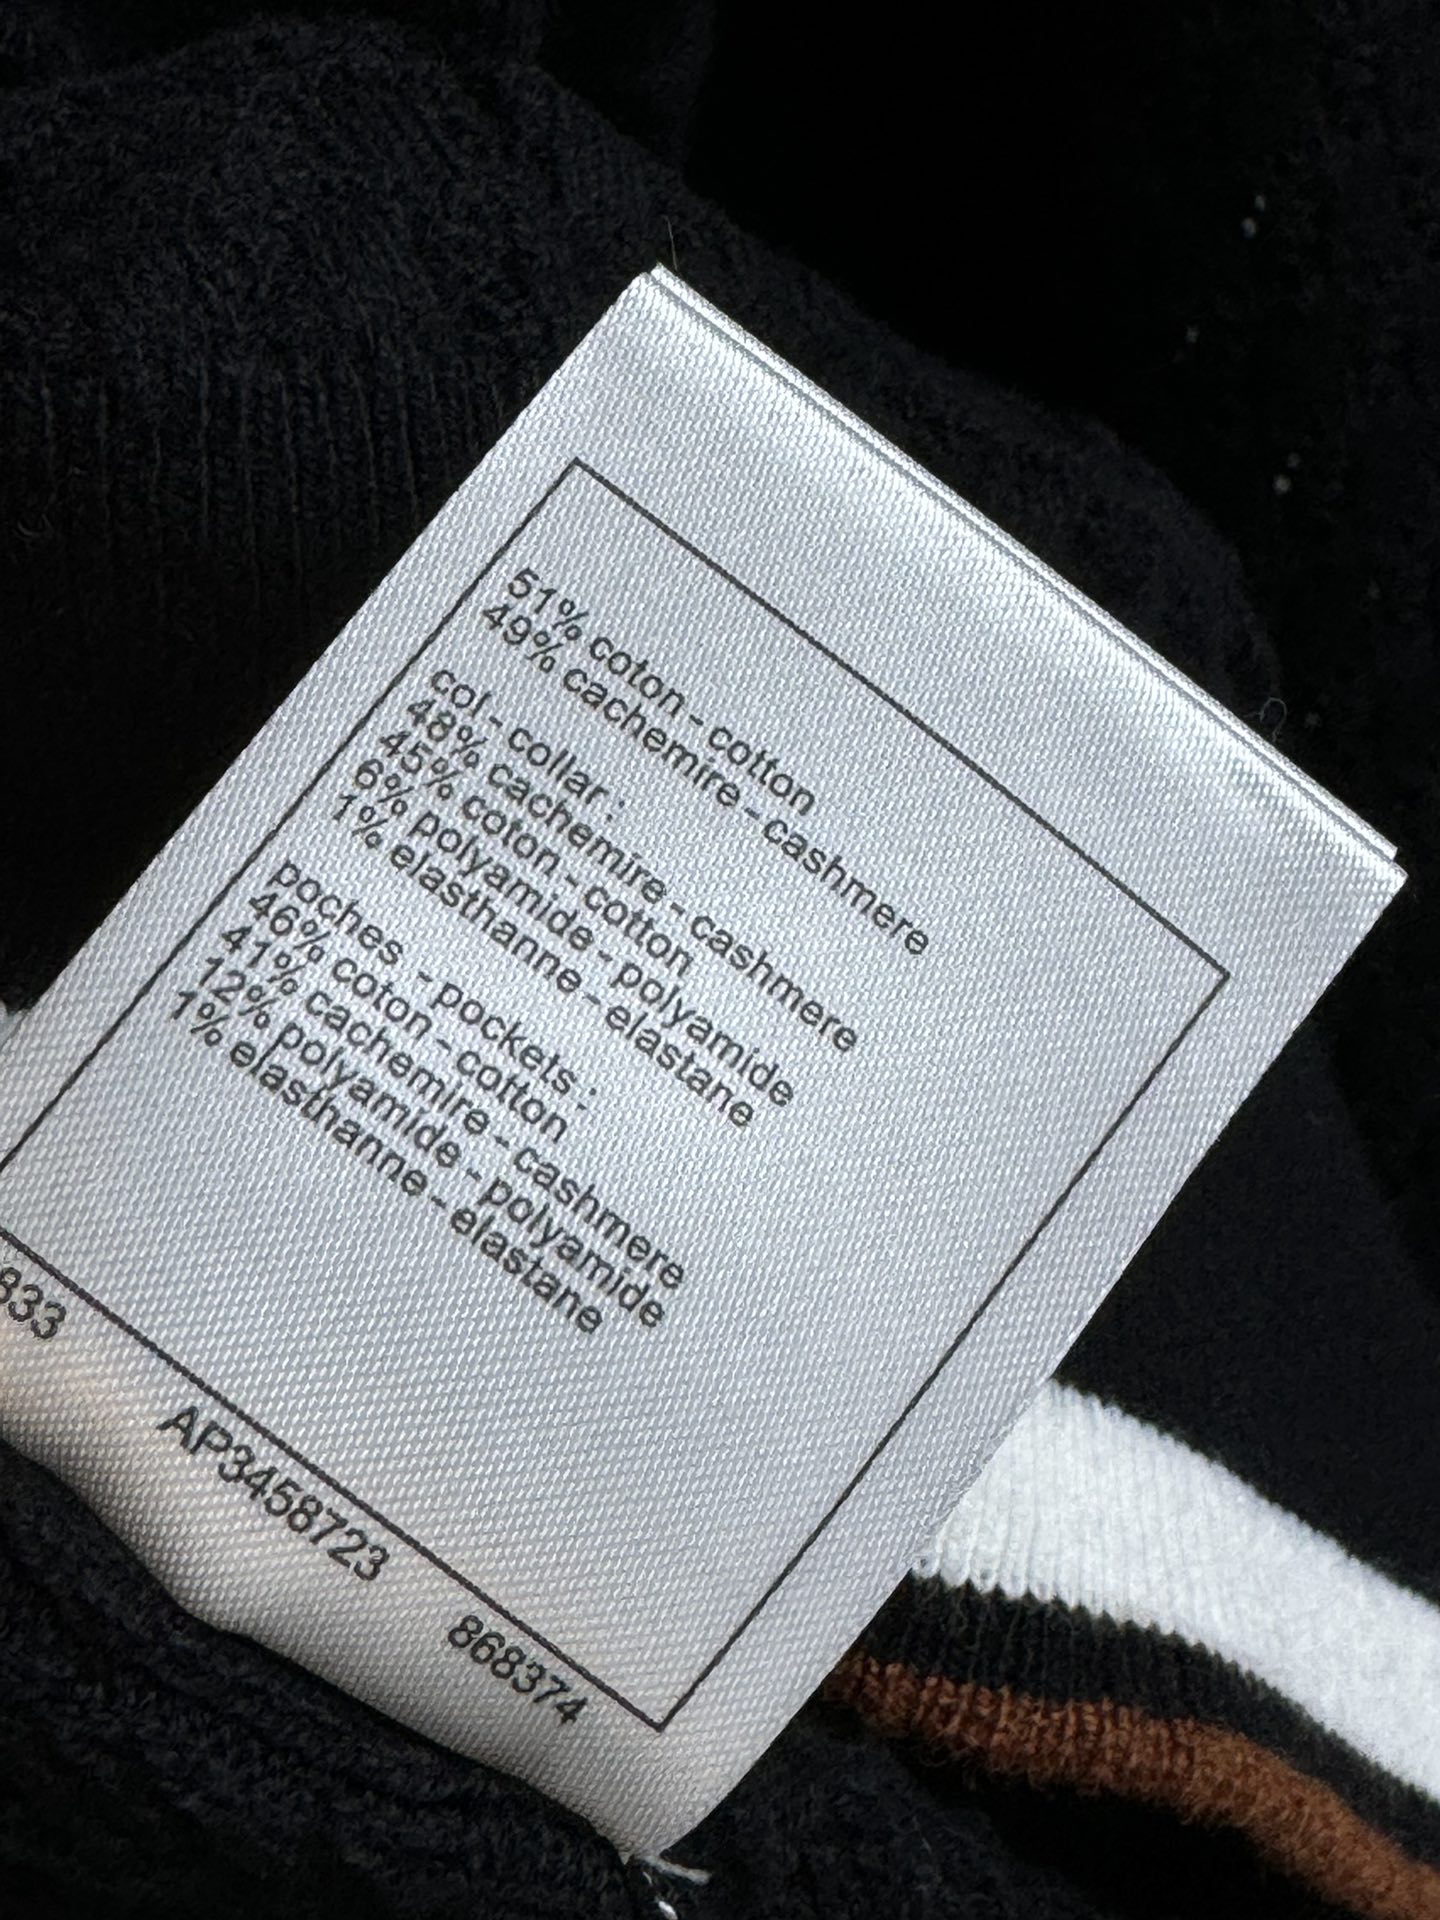 51% coton - cotton
49% cachemire - cashmere
col - collar :
48% cachemire - cashmere
45% coton - cotton
6% polyamide - polyamide
1% elasthanne - elastane
poches - pockets :
46% coton - cotton
41% cachemire - cashmere
12% polyamide - polyamide
1% elasthanne - elastane
833 AP3458723 868374